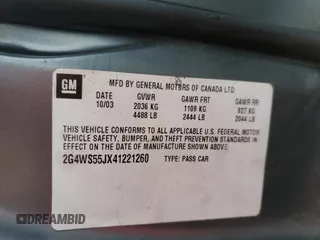 GM
MFD BY GENERAL MOTORS OF CANADA LTD.
DATE GVWR GAWR FRT GAWR RR
10/03 2036 KG 1109 KG 927 KG
4488 LB 2444 LB 2044 LB
THIS VEHICLE CONFORMS TO ALL APPLICABLE U.S. FEDERAL MOTOR
VEHICLE SAFETY, BUMPER, AND THEFT PREVENTION STANDARDS IN
EFFECT ON THE DATE OF MANUFACTURE SHOWN ABOVE.
2G4WS55JX41221260 TYPE: PASS CAR
DREAMBID